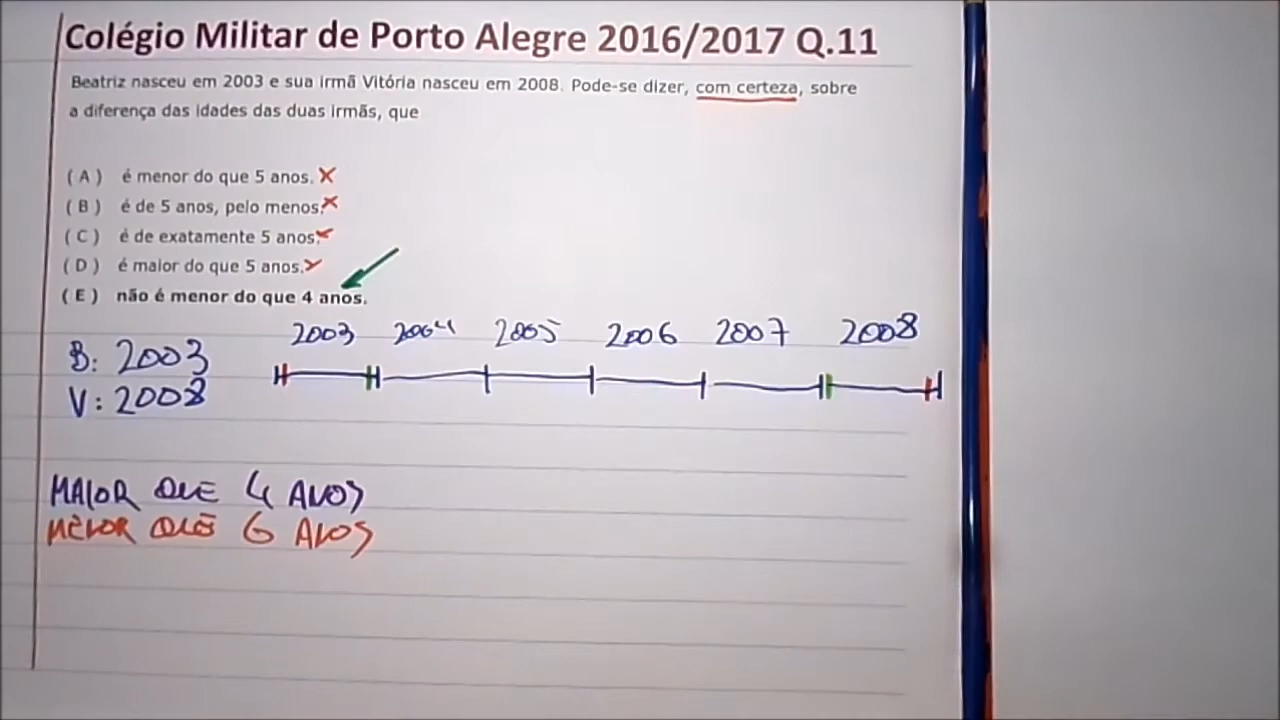 Colégio Militar de Porto Alegre 2016/2017 Q.11
Beatriz nasceu em 2003 e sua irmã Vitória nasceu em 2008. Pode-se dizer, com certeza, sobre
a diferença das idades das duas irmãs, que
( A ) é menor do que 5 anos.
( B ) é de 5 anos, pelo menos.
( C ) é de exatamente 5 anos.
( D ) é maior do que 5 anos.
( E ) não é menor do que 4 anos.
2003 2004 2005 2006 2007 2008
B: 2003
V: 2008
MAIOR QUE 4 ANOS
MENOR QUE 6 ANOS